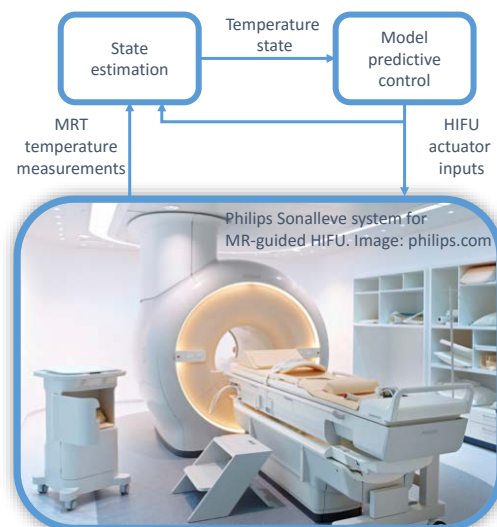 State
estimation
Temperature
state
Model
predictive
control
MRT
temperature
measurements
HIFU
actuator
inputs
Philips Sonalleve system for
MR-guided HIFU. Image: philips.com